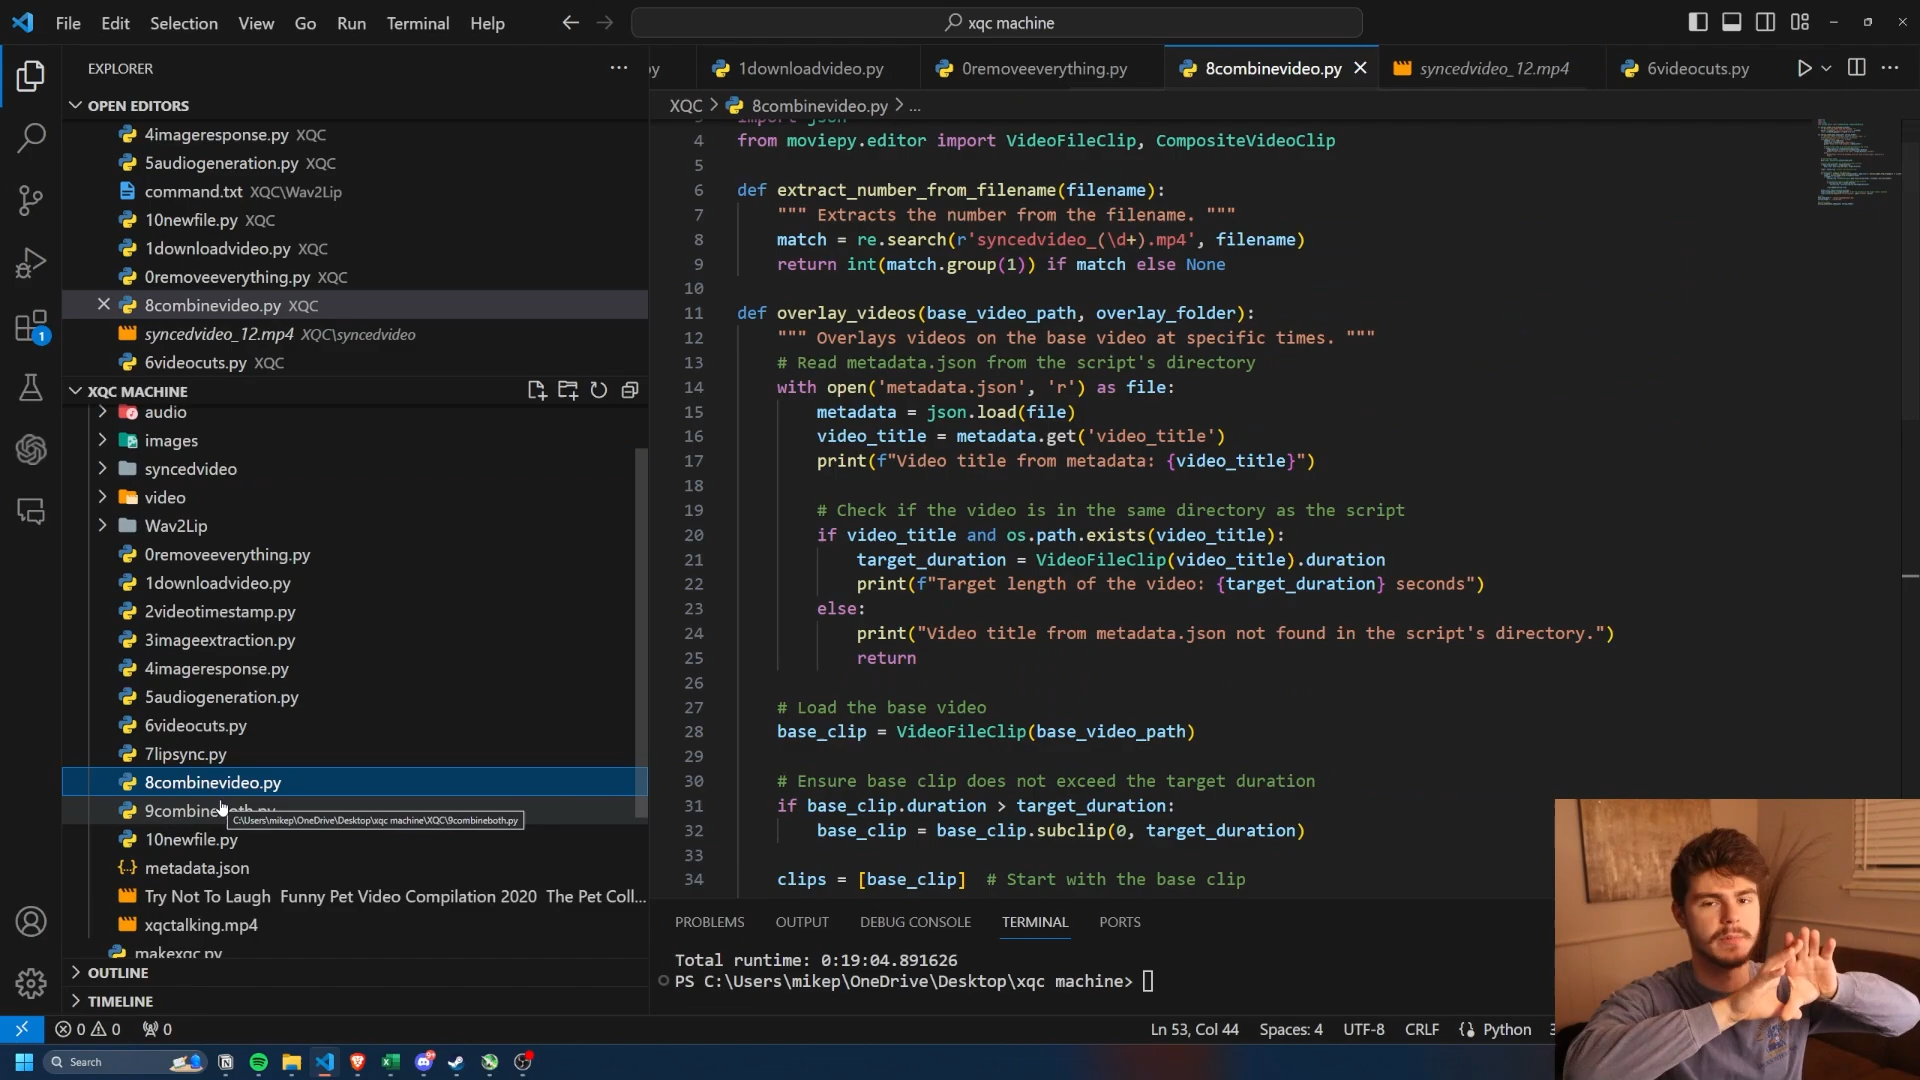 File Edit Selection View Go Run Terminal Help
xqc machine
EXPLORER
OPEN EDITORS
4imageresponse.py XQC
5audiogeneration.py XQC
command.txt XQC\Wav2Lip
10newfile.py XQC
1downloadvideo.py XQC
0removeeverything.py XQC
8combinevideo.py XQC
syncedvideo_12.mp4 XQC\syncedvideo
6videocuts.py XQC
XQC MACHINE
audio
images
syncedvideo
video
Wav2Lip
0removeeverything.py
1downloadvideo.py
2videotimestamp.py
3imageextraction.py
4imageresponse.py
5audiogeneration.py
6videocuts.py
7lipsync.py
8combinevideo.py
9combineboth.py
C:\Users\mikep\OneDrive\Desktop\xqc machine\XQC\9combineboth.py
10newfile.py
metadata.json
Try Not To Laugh Funny Pet Video Compilation 2020 The Pet Coll...
xqctalking.mp4
makexqc.py
OUTLINE
TIMELINE
py 1downloadvideo.py 0removeeverything.py 8combinevideo.py syncedvideo_12.mp4 6videocuts.py
XQC > 8combinevideo.py > ...
3 import json
4 from moviepy.editor import VideoFileClip, CompositeVideoClip
5
6 def extract_number_from_filename(filename):
7 """ Extracts the number from the filename. """
8 match = re.search(r'syncedvideo_(\d+).mp4', filename)
9 return int(match.group(1)) if match else None
10
11 def overlay_videos(base_video_path, overlay_folder):
12 """ Overlays videos on the base video at specific times. """
13 # Read metadata.json from the script's directory
14 with open('metadata.json', 'r') as file:
15 metadata = json.load(file)
16 video_title = metadata.get('video_title')
17 print(f"Video title from metadata: {video_title}")
18
19 # Check if the video is in the same directory as the script
20 if video_title and os.path.exists(video_title):
21 target_duration = VideoFileClip(video_title).duration
22 print(f"Target length of the video: {target_duration} seconds")
23 else:
24 print("Video title from metadata.json not found in the script's directory.")
25 return
26
27 # Load the base video
28 base_clip = VideoFileClip(base_video_path)
29
30 # Ensure base clip does not exceed the target duration
31 if base_clip.duration > target_duration:
32 base_clip = base_clip.subclip(0, target_duration)
33
34 clips = [base_clip] # Start with the base clip
PROBLEMS OUTPUT DEBUG CONSOLE TERMINAL PORTS
Total runtime: 0:19:04.891626
PS C:\Users\mikep\OneDrive\Desktop\xqc machine>
0 0 0 Ln 53, Col 44 Spaces: 4 UTF-8 CRLF Python
Search